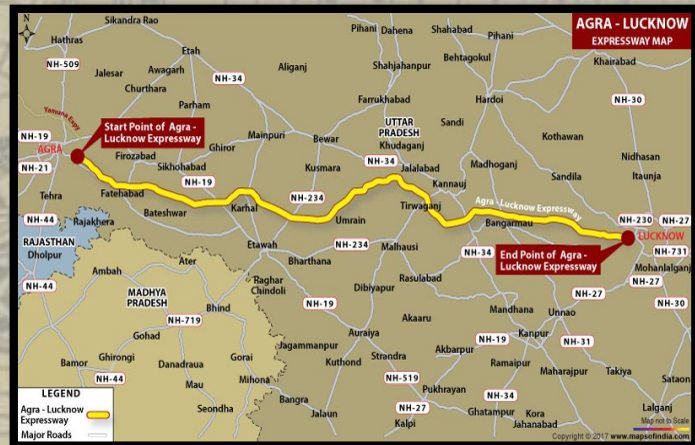 AGRA - LUCKNOW
EXPRESSWAY MAP
Sikandra Rao
Pihani
Dahena
Shahabad
Pihani
Hathras
Etah
Behtagokul
Khairabad
NH-509
Awagarh
NH-34
Aliganj
Shahjahanpur
Jalesar
Churthara
Hardoi
NH-30
Parham
Farrukhabad
Yamuna Expy
UTTAR
PRADESH
Sandi
Kothawan
NH-19
Start Point of Agra -
Lucknow Expressway
Mainpuri
Bewar
Khudaganj
AGRA
Ghiror
NH-34
Madhoganj
Nidhasan
NH-21
Firozabad
Sikhohabad
Kusmara
Jalalabad
Sandila
Itaunja
Tehra
Fatehabad
NH-19
NH-234
Kannauj
Agra - Lucknow Expressway
Bateshwar
Karhal
Tirwaganj
NH-44
Rajakhera
Umrain
Bangarmau
NH-230
NH-27
LUCKNOW
RAJASTHAN
Dholpur
Etawah
NH-234
Malhausi
NH-34
End Point of Agra -
Lucknow Expressway
NH-731
Ater
Bharthana
Mohanlalganj
Ambah
Raghar
Chindoli
Rasulabad
NH-27
NH-44
MADHYA
PRADESH
Dibiyapur
NH-27
Bhind
NH-19
Mandhana
Unnao
NH-30
NH-719
Akaaru
Gohad
Auraiya
NH-19
Kanpur
Jagammanpur
NH-31
Bamor
Ghirongi
Gorai
Kuthond
Strandra
Akbarpur
Danadraua
Ramaipur
Maharajpur
Takiya
NH-44
Mihona
NH-519
Sataon
Mau
Pukhrayan
LEGEND
Bangra
NH-34
Agra - Lucknow
Expressway
Seondha
Jalaun
NH-27
Ghatampur
Kora
Jahanabad
Lalganj
Major Roads
Kalpi
Map not to Scale
Copyright © 2017 www.mapsofindia.com